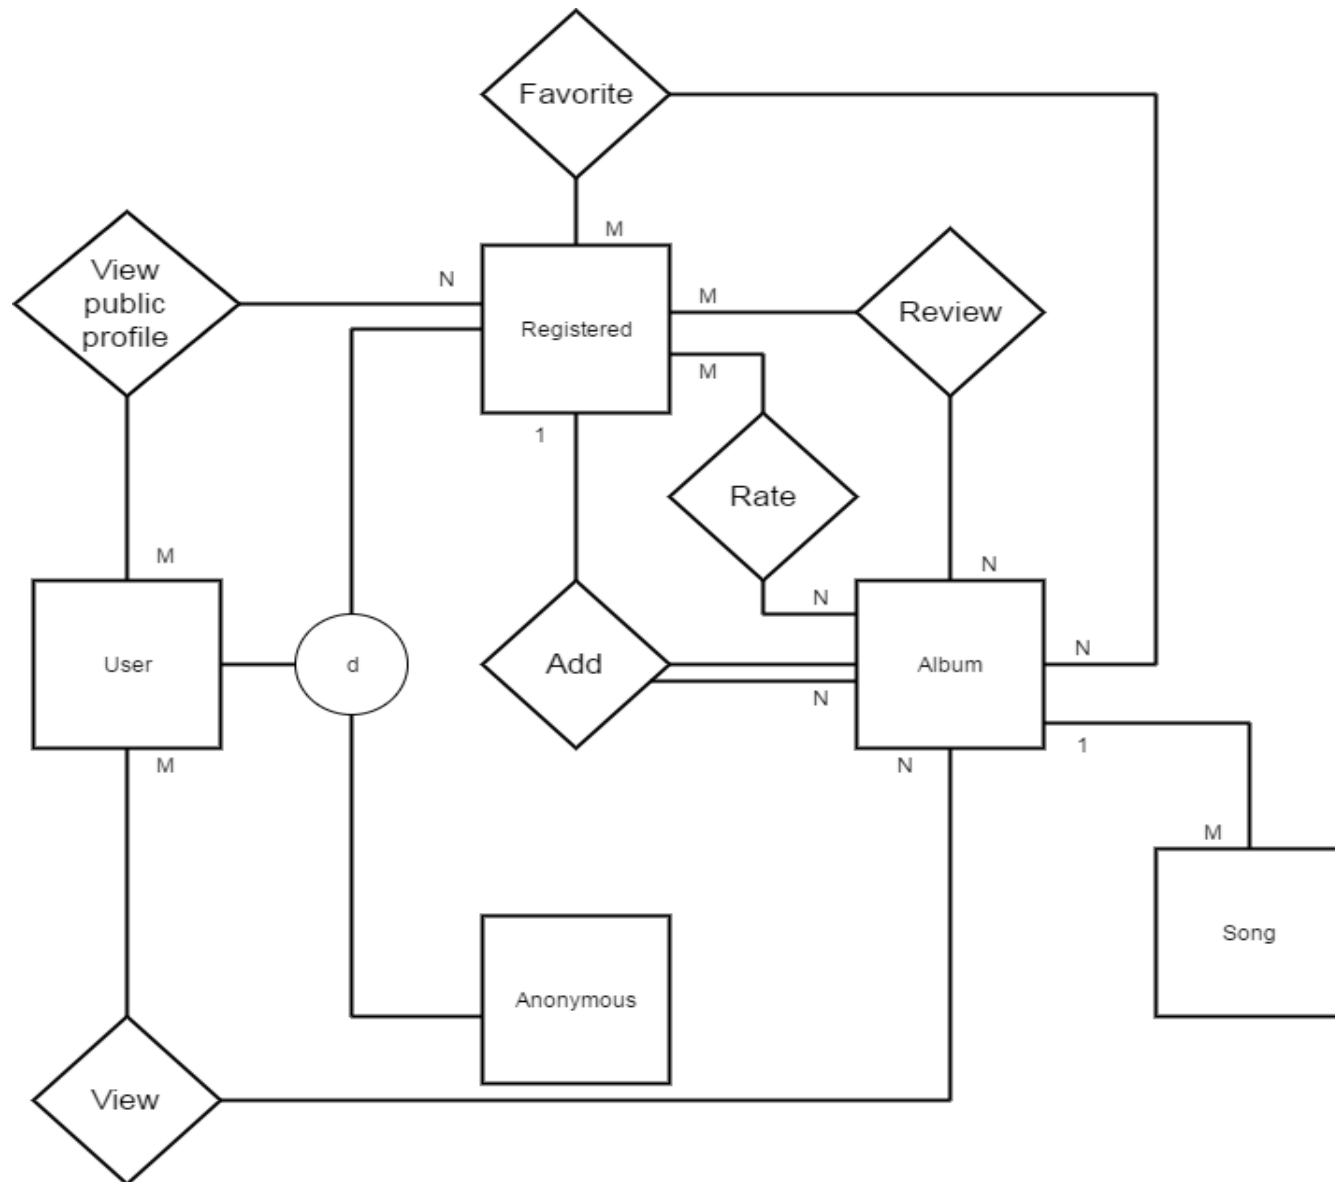 Favorite
M
View
public
profile
N
M
Review
Registered
M
1
Rate
M
N
N
User
d
Add
Album
N
N
M
N
1
M
Song
Anonymous
View